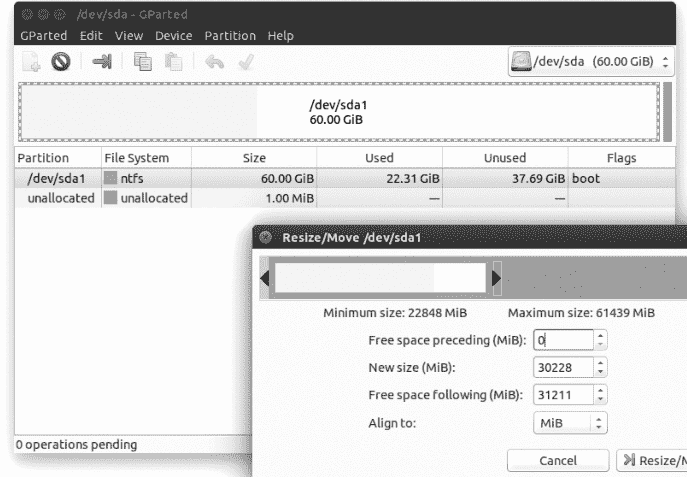 /dev/sda - GParted
GParted Edit View Device Partition Help
/dev/sda (60.00 GiB)
/dev/sda1
60.00 GiB
Partition File System Size Used Unused Flags
/dev/sda1 ntfs 60.00 GiB 22.31 GiB 37.69 GiB boot
unallocated unallocated 1.00 MiB — —
Resize/Move /dev/sda1
Minimum size: 22848 MiB Maximum size: 61439 MiB
Free space preceding (MiB): 0
New size (MiB): 30228
Free space following (MiB): 31211
Align to: MiB
0 operations pending
Cancel Resize/M